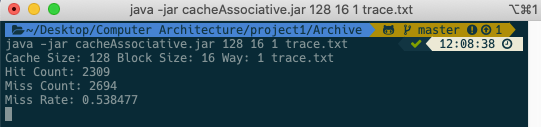 java -jar cacheAssociative.jar 128 16 1 trace.txt
⌥⌘1
~/Desktop/Computer Architecture/project1/Archive master 1
java -jar cacheAssociative.jar 128 16 1 trace.txt ✔ 12:08:38
Cache Size: 128 Block Size: 16 Way: 1 trace.txt
Hit Count: 2309
Miss Count: 2694
Miss Rate: 0.538477